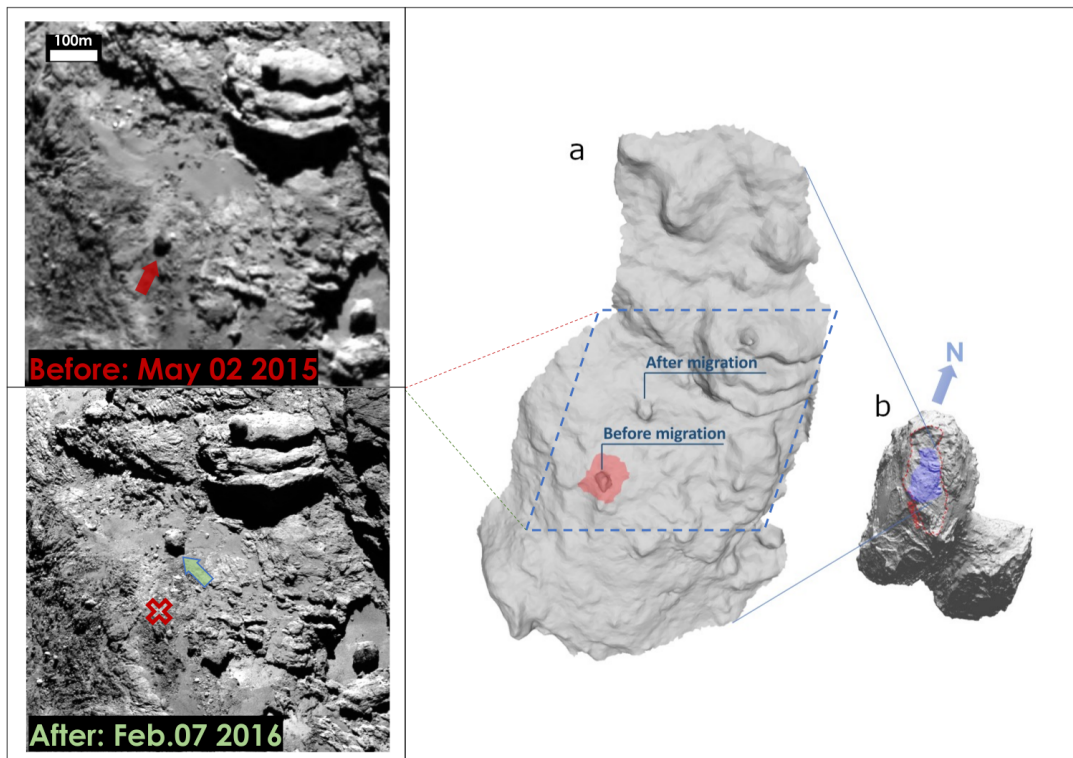 100m
Before: May 02 2015
After: Feb.07 2016
a
After migration
Before migration
b
N